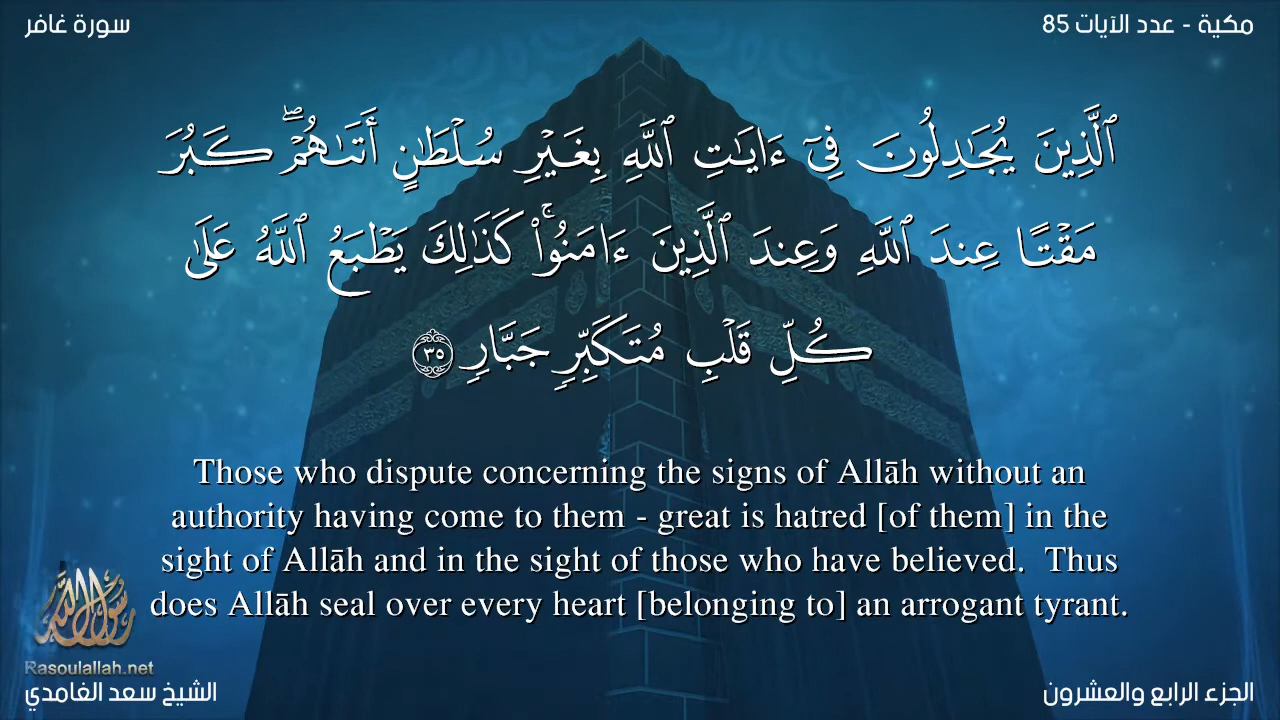 سورة غافر
مكية - عدد الآيات 85
ٱلَّذِينَ يُجَٰدِلُونَ فِىٓ ءَايَٰتِ ٱللَّهِ بِغَيْرِ سُلْطَٰنٍ أَتَىٰهُمْ ۖ كَبُرَ
مَقْتًا عِندَ ٱللَّهِ وَعِندَ ٱلَّذِينَ ءَامَنُوا۟ ۚ كَذَٰلِكَ يَطْبَعُ ٱللَّهُ عَلَىٰ
كُلِّ قَلْبِ مُتَكَبِّرٍ جَبَّارٍ ٣٥
Those who dispute concerning the signs of Allāh without an
authority having come to them - great is hatred [of them] in the
sight of Allāh and in the sight of those who have believed.  Thus
does Allāh seal over every heart [belonging to] an arrogant tyrant.
رسول الله
Rasoulallah.net
الشيخ سعد الغامدي
الجزء الرابع والعشرون